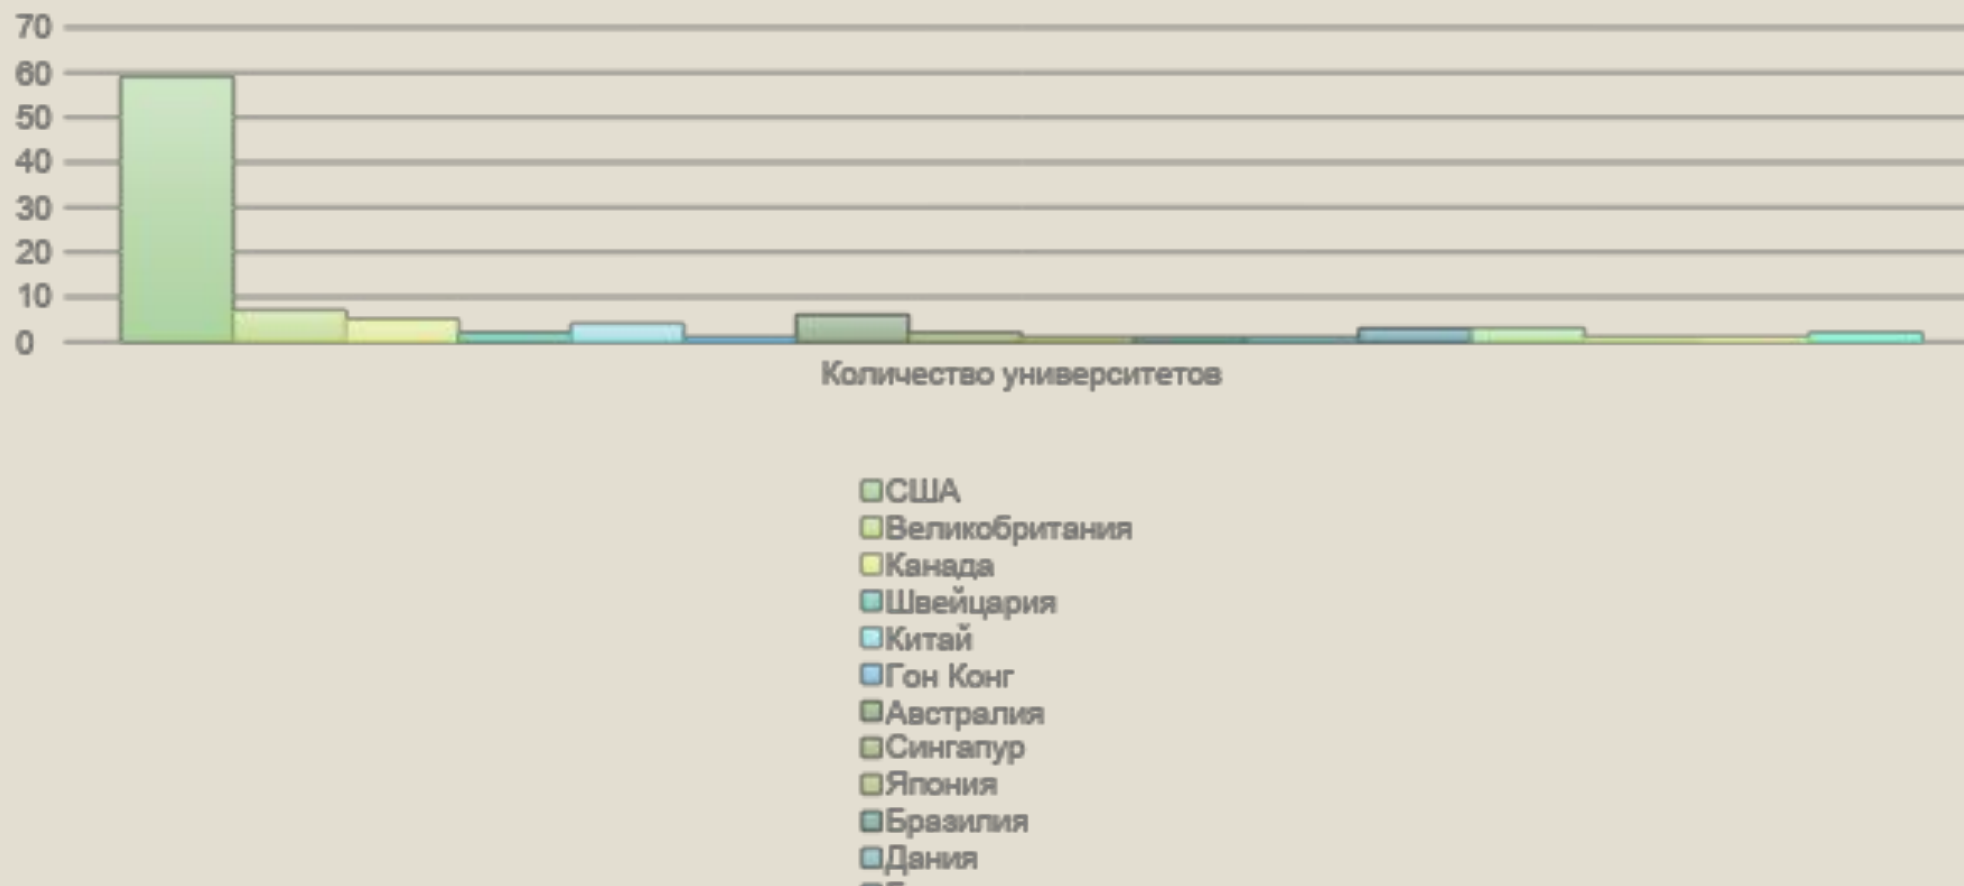 70
60
50
40
30
20
10
0
Количество университетов
США
Великобритания
Канада
Швейцария
Китай
Гон Конг
Австралия
Сингапур
Япония
Бразилия
Дания